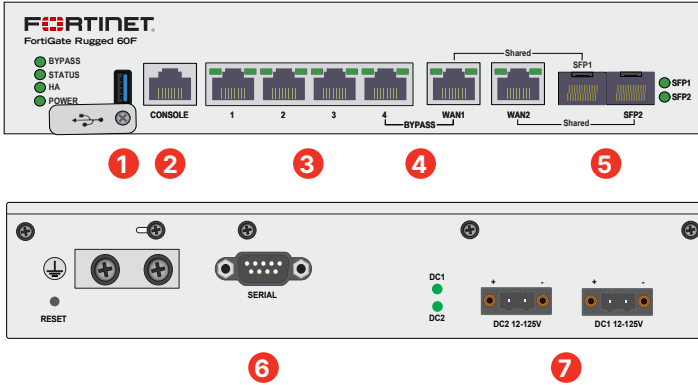 FORTINET
FortiGate Rugged 60F
BYPASS
STATUS
HA
POWER
CONSOLE
1
2
3
4
BYPASS
WAN1
WAN2
Shared
SFP1
Shared
SFP2
SFP1
SFP2
1
2
3
4
5
RESET
SERIAL
DC1
DC2
+ -
DC2 12-125V
+ -
DC1 12-125V
6
7